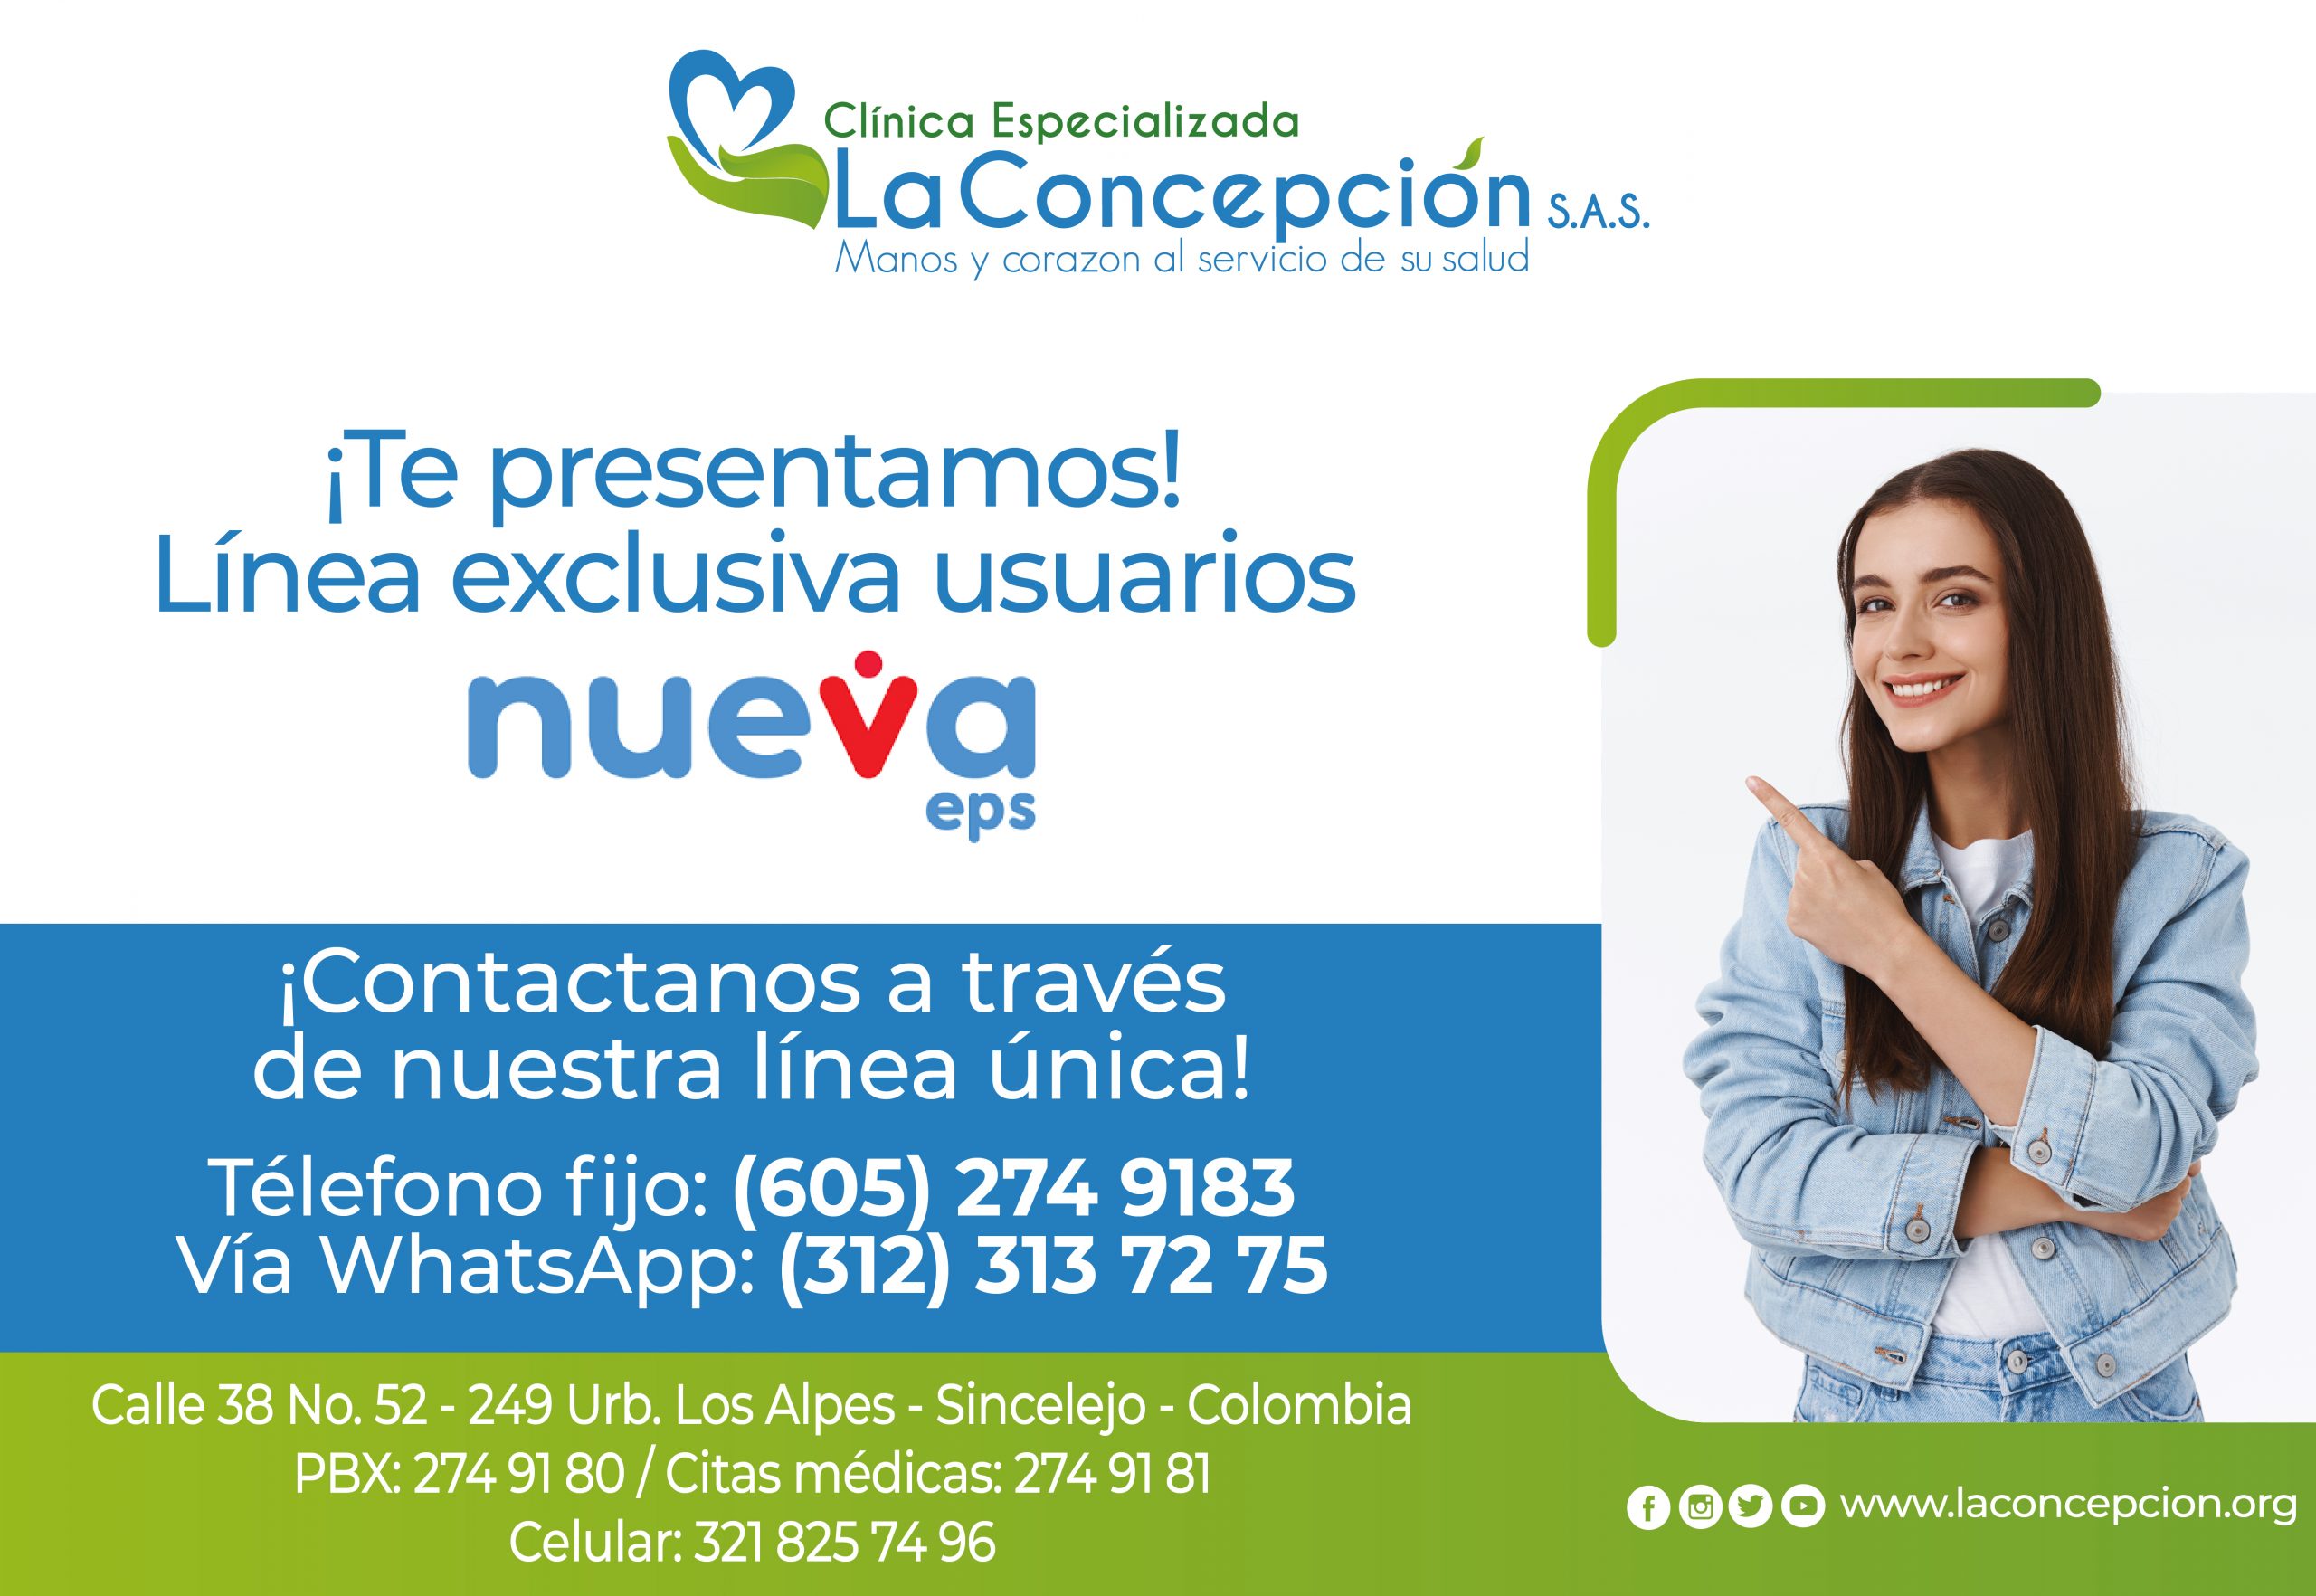 Clínica Especializada
La Concepción S.A.S.
Manos y corazon al servicio de su salud
¡Te presentamos!
Línea exclusiva usuarios
nueva
eps
¡Contactanos a través
de nuestra línea única!
Télefono fijo: (605) 274 9183
Vía WhatsApp: (312) 313 72 75
Calle 38 No. 52 - 249 Urb. Los Alpes - Sincelejo - Colombia
PBX: 274 91 80 / Citas médicas: 274 91 81
Celular: 321 825 74 96
www.laconcepcion.org